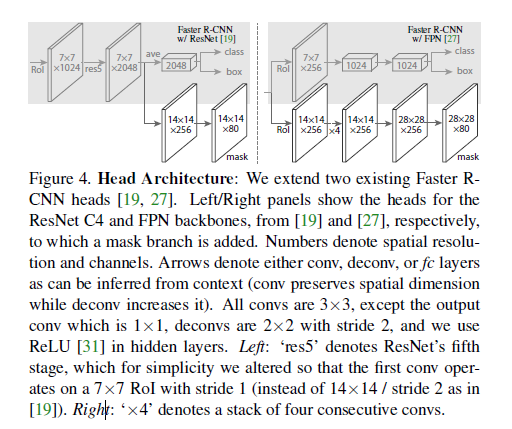 Faster R-CNN
w/ ResNet [19]
RoI
7×7
×1024
res5
7×7
×2048
ave
2048
class
box
14×14
×256
14×14
×80
mask
Faster R-CNN
w/ FPN [27]
RoI
7×7
×256
1024
1024
class
box
RoI
14×14
×256
×4
14×14
×256
28×28
×256
28×28
×80
mask
Figure 4. Head Architecture: We extend two existing Faster R-
CNN heads [19, 27]. Left/Right panels show the heads for the
ResNet C4 and FPN backbones, from [19] and [27], respectively,
to which a mask branch is added. Numbers denote spatial resolu-
tion and channels. Arrows denote either conv, deconv, or fc layers
as can be inferred from context (conv preserves spatial dimension
while deconv increases it). All convs are 3×3, except the output
conv which is 1×1, deconvs are 2×2 with stride 2, and we use
ReLU [31] in hidden layers. Left: ‘res5’ denotes ResNet’s fifth
stage, which for simplicity we altered so that the first conv oper-
ates on a 7×7 RoI with stride 1 (instead of 14×14 / stride 2 as in
[19]). Right: ‘×4’ denotes a stack of four consecutive convs.